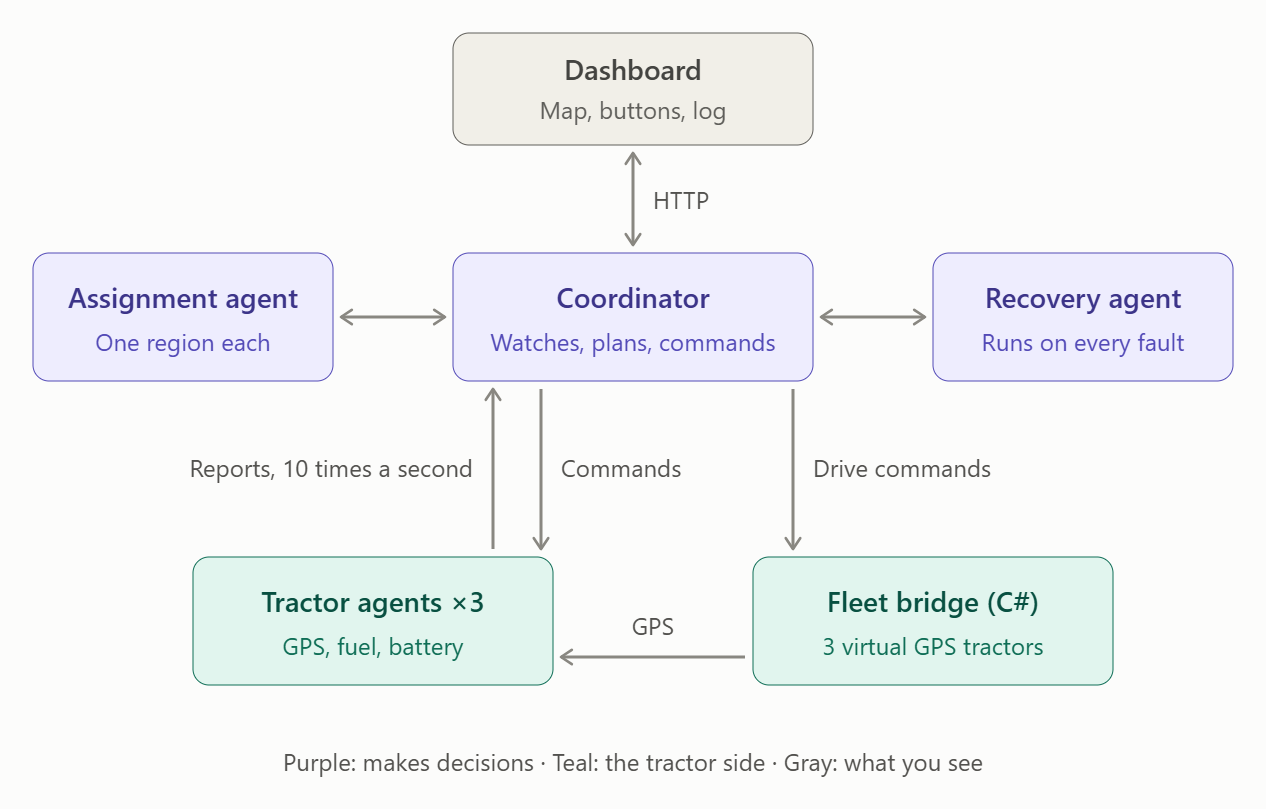 Dashboard
Map, buttons, log
HTTP
Assignment agent
One region each
Coordinator
Watches, plans, commands
Recovery agent
Runs on every fault
Reports, 10 times a second
Commands
Drive commands
Tractor agents ×3
GPS, fuel, battery
GPS
Fleet bridge (C#)
3 virtual GPS tractors
Purple: makes decisions · Teal: the tractor side · Gray: what you see